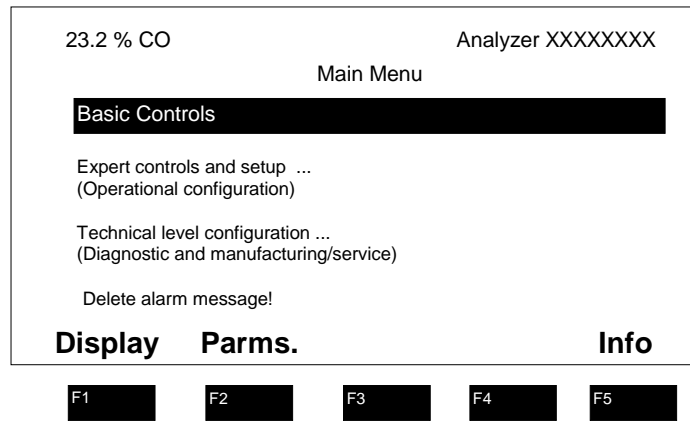 23.2 % CO Analyzer XXXXXXXX
Main Menu
Basic Controls
Expert controls and setup ...
(Operational configuration)
Technical level configuration ...
(Diagnostic and manufacturing/service)
Delete alarm message!
Display Parms. Info
F1 F2 F3 F4 F5